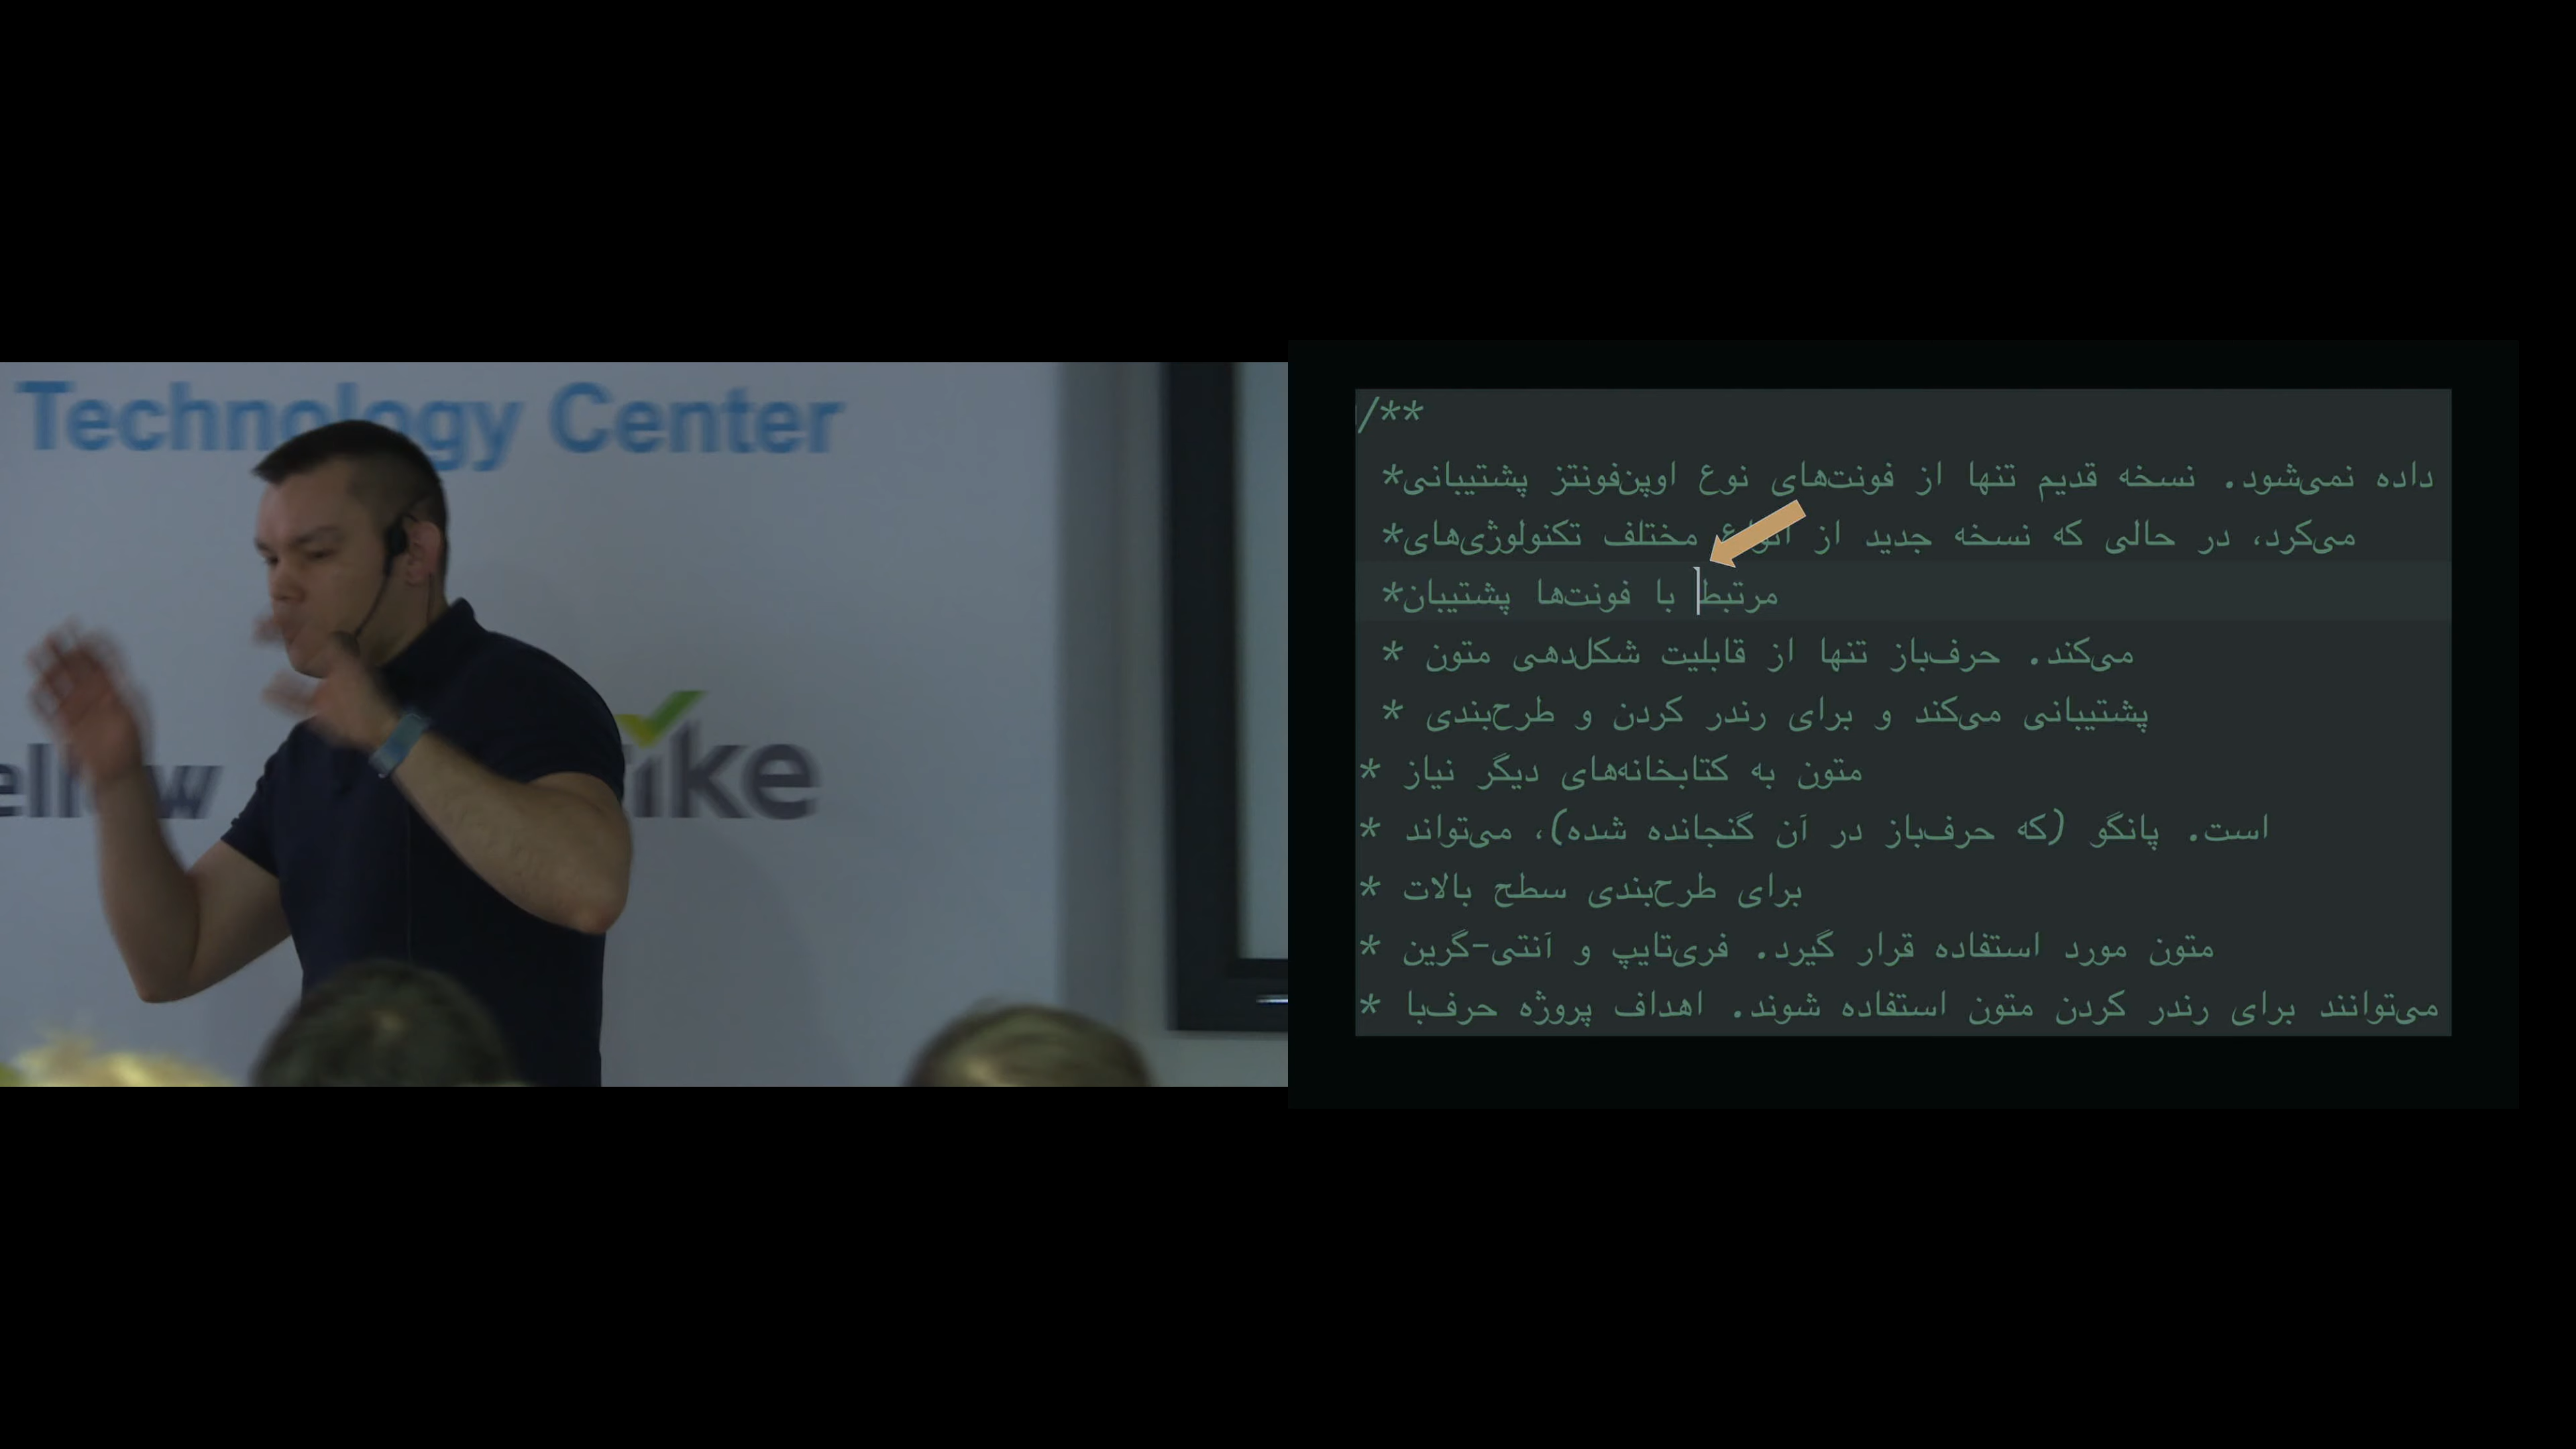 Technology Center
ellow
ike
/**
*داده نمی‌شود. نسخه قدیم تنها از فونت‌های نوع اوپن‌فونتز پشتیبانی
*می‌کرد، در حالی که نسخه جدید از انواع مختلف تکنولوژی‌های
*مرتبط با فونت‌ها پشتیبان
* می‌کند. حرف‌باز تنها از قابلیت شکل‌دهی متون
* پشتیبانی می‌کند و برای رندر کردن و طرح‌بندی
* متون به کتابخانه‌های دیگر نیاز
* است. پانگو (که حرف‌باز در آن گنجانده شده)، می‌تواند
* برای طرح‌بندی سطح بالات
* متون مورد استفاده قرار گیرد. فری‌تایپ و آنتی-گرین
* می‌توانند برای رندر کردن متون استفاده شوند. اهداف پروژه حرف‌با